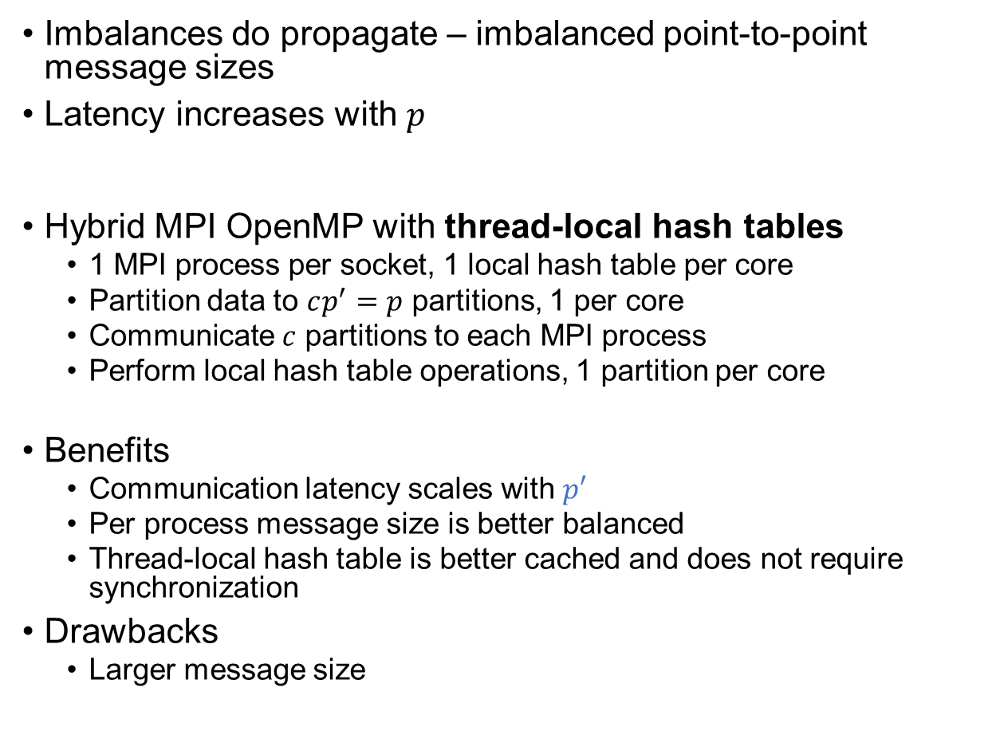 • Imbalances do propagate – imbalanced point-to-point
message sizes
• Latency increases with p
• Hybrid MPI OpenMP with thread-local hash tables
• 1 MPI process per socket, 1 local hash table per core
• Partition data to cp′ = p partitions, 1 per core
• Communicate c partitions to each MPI process
• Perform local hash table operations, 1 partition per core
• Benefits
• Communication latency scales with p′
• Per process message size is better balanced
• Thread-local hash table is better cached and does not require
synchronization
• Drawbacks
• Larger message size